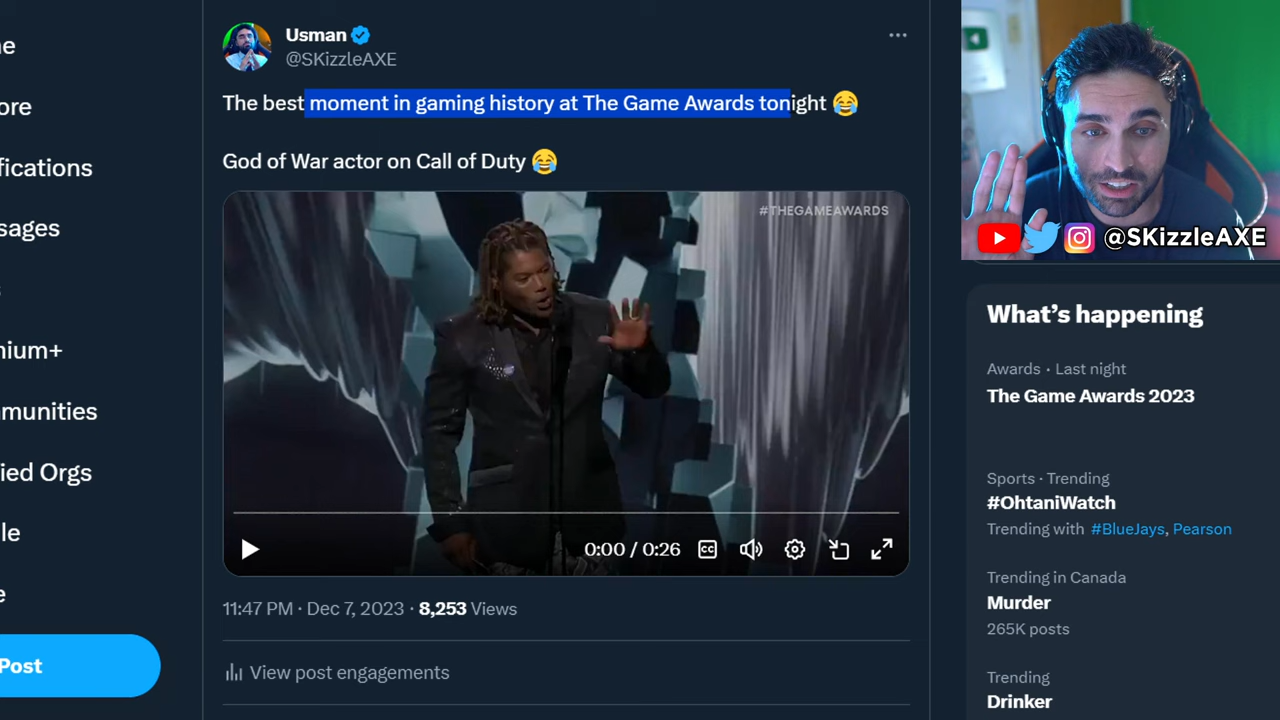 Usman
@SKizzleAXE
The best moment in gaming history at The Game Awards tonight 😂
God of War actor on Call of Duty 😂
#THEGAMEAWARDS
0:00 / 0:26
CC
11:47 PM · Dec 7, 2023 · 8,253 Views
View post engagements
e
ore
fications
sages
s
nium+
munities
ied Orgs
le
e
Post
@SKizzleAXE
What's happening
Awards · Last night
The Game Awards 2023
Sports · Trending
#OhtaniWatch
Trending with #BlueJays, Pearson
Trending in Canada
Murder
265K posts
Trending
Drinker